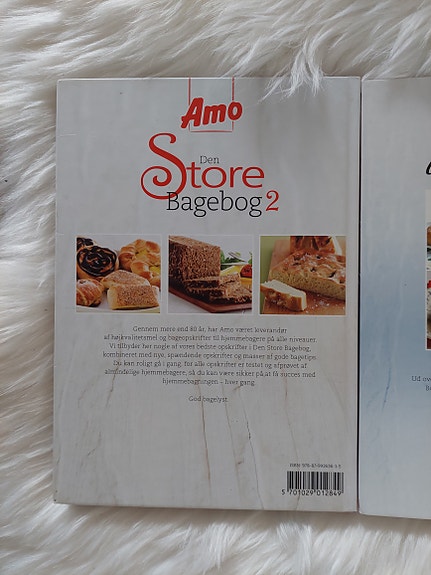 Amo
Den
Store
Bagebog 2
Gennem mere end 80 år, har Amo været leverandør
af højkvalitetsmel og bageopskrifter til hjemmebagere på alle niveauer.
Vi tilbyder her nogle af vores bedste opskrifter i Den Store Bagebog,
kombineret med nye, spændende opskrifter og masser af gode bagetips.
Du kan roligt gå i gang, for alle opskrifter er testet og afprøvet af
almindelige hjemmebagere, så du kan være sikker på at få succes med
hjemmebagningen - hver gang.
God bagelyst
5 701029 012849
Ud ov